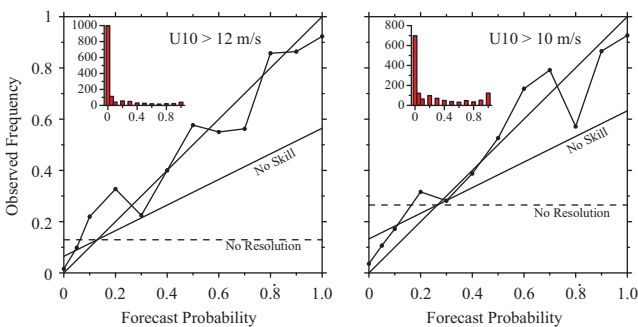 U10 > 12 m/s
1000
800
600
400
200
0
0 0.4 0.8
1
0.8
0.6
0.4
0.2
0
Observed Frequency
No Skill
No Resolution
0 0.2 0.4 0.6 0.8 1.0
Forecast Probability
U10 > 10 m/s
800
600
400
200
0
0 0.4 0.8
No Skill
No Resolution
0 0.2 0.4 0.6 0.8 1.0
Forecast Probability